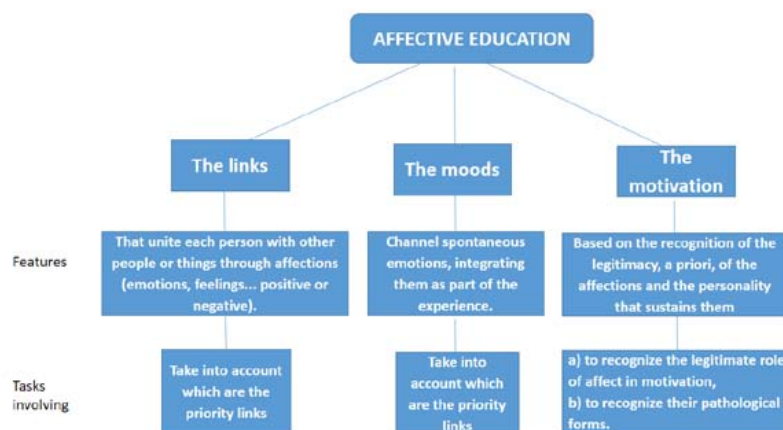 AFFECTIVE EDUCATION
The links
The moods
The
motivation
Features
That unite each person with other
people or things through affections
(emotions, feelings... positive or
negative).
Channel spontaneous
emotions, integrating
them as part of the
experience.
Based on the recognition of the
legitimacy, a priori, of the
affections and the personality
that sustains them
Tasks
involving
Take into account
which are the
priority links
Take into
account which
are the priority
links
a) to recognize the legitimate role
of affect in motivation,
b) to recognize their pathological
forms.